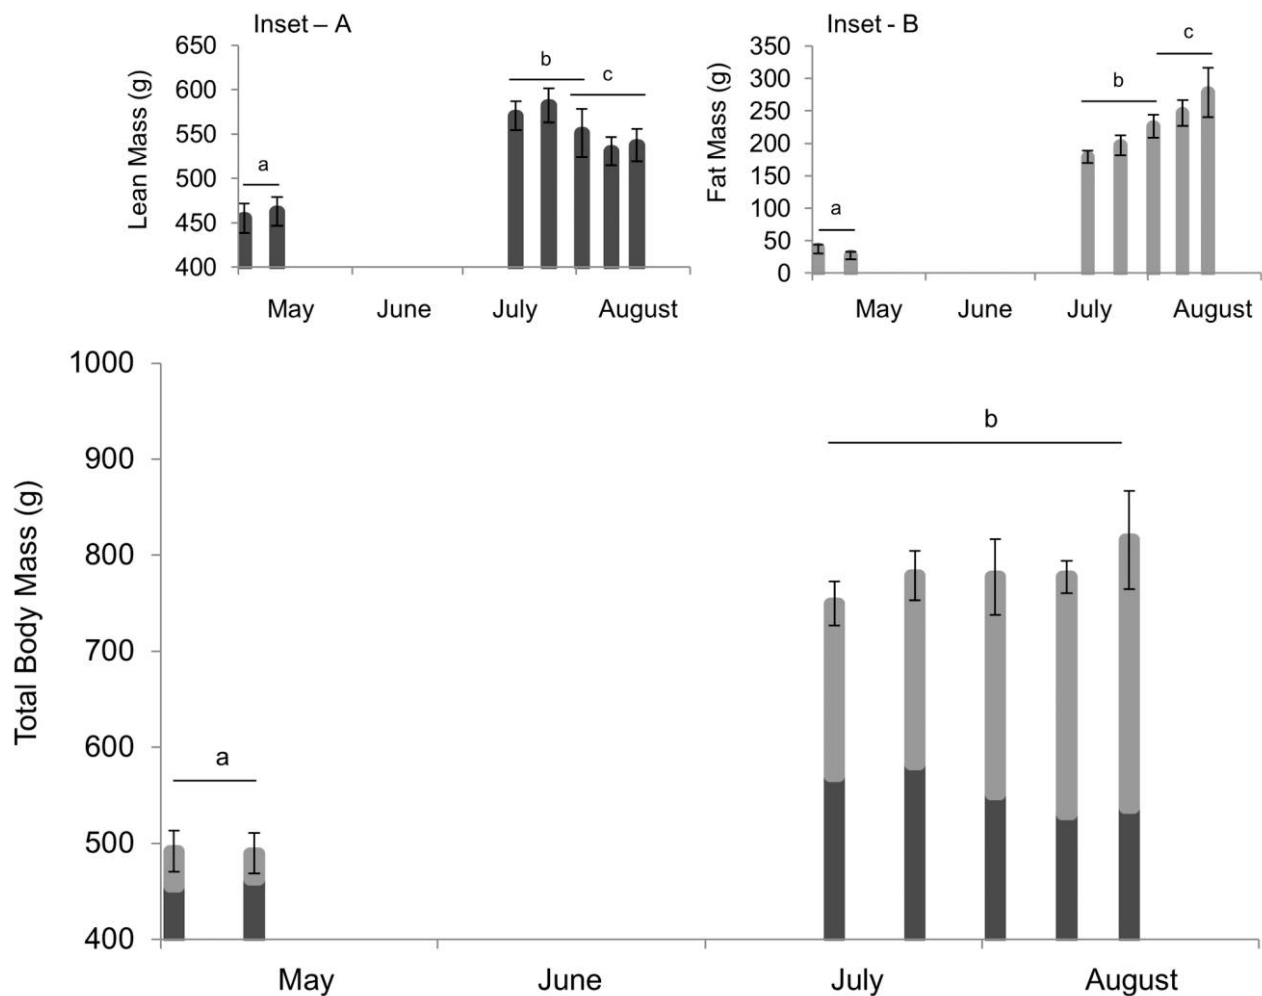 Inset – A
Lean Mass (g)
650
600
550
500
450
400
a
b
c
May June July August
Inset - B
Fat Mass (g)
350
300
250
200
150
100
50
0
a
b
c
May June July August
Total Body Mass (g)
1000
900
800
700
600
500
400
a
b
May June July August